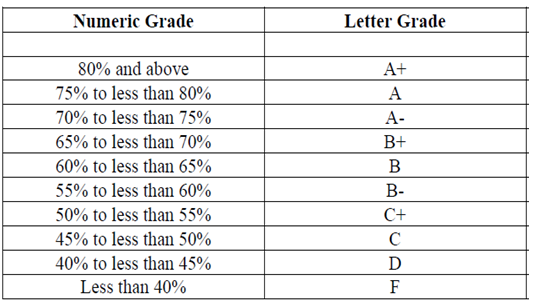 Numeric Grade Letter Grade
80% and above A+
75% to less than 80% A
70% to less than 75% A-
65% to less than 70% B+
60% to less than 65% B
55% to less than 60% B-
50% to less than 55% C+
45% to less than 50% C
40% to less than 45% D
Less than 40% F